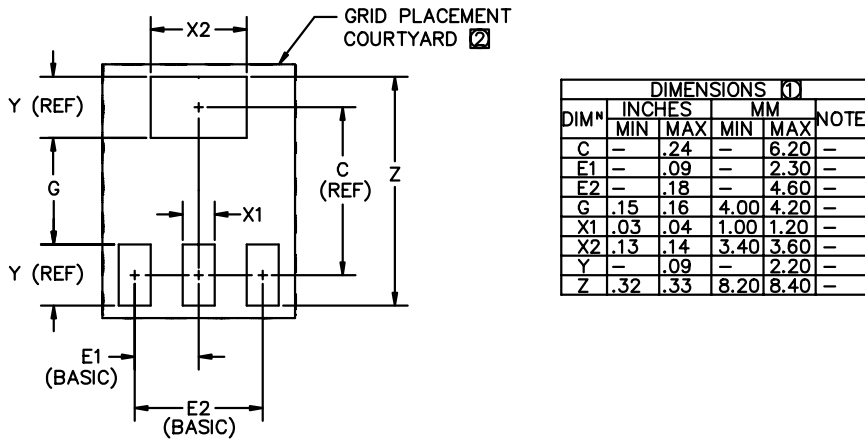 X2
GRID PLACEMENT
COURTYARD 2
Y (REF)
G
C
(REF)
Z
X1
Y (REF)
E1
(BASIC)
E2
(BASIC)
DIMENSIONS 1
DIMᴺ INCHES MM NOTE
MIN MAX MIN MAX
C – .24 – 6.20 –
E1 – .09 – 2.30 –
E2 – .18 – 4.60 –
G .15 .16 4.00 4.20 –
X1 .03 .04 1.00 1.20 –
X2 .13 .14 3.40 3.60 –
Y – .09 – 2.20 –
Z .32 .33 8.20 8.40 –